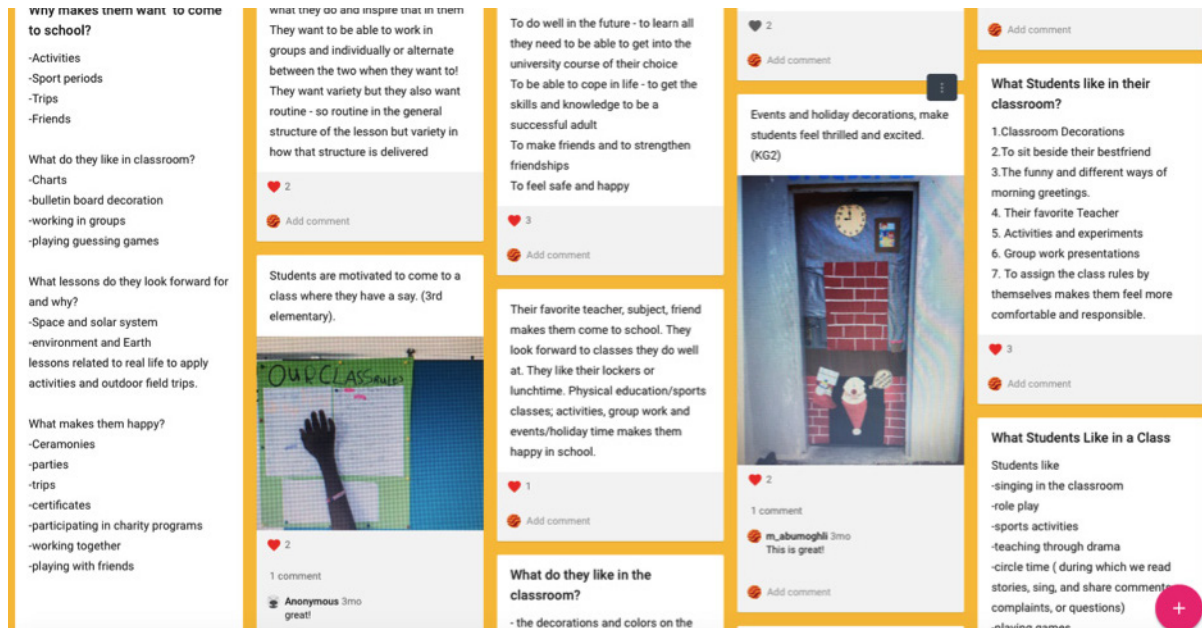 Why makes them want to come
to school?
-Activities
-Sport periods
-Trips
-Friends
What do they like in classroom?
-Charts
-bulletin board decoration
-working in groups
-playing guessing games
What lessons do they look forward for
and why?
-Space and solar system
-environment and Earth
lessons related to real life to apply
activities and outdoor field trips.
What makes them happy?
-Ceramonies
-parties
-trips
-certificates
-participating in charity programs
-working together
-playing with friends
what they do and inspire that in them
They want to be able to work in
groups and individually or alternate
between the two when they want to!
They want variety but they also want
routine - so routine in the general
structure of the lesson but variety in
how that structure is delivered
2
Add comment
Students are motivated to come to a
class where they have a say. (3rd
elementary).
OUR CLASS RULES
2
1 comment
Anonymous 3mo
great!
To do well in the future - to learn all
they need to be able to get into the
university course of their choice
To be able to cope in life - to get the
skills and knowledge to be a
successful adult
To make friends and to strengthen
friendships
To feel safe and happy
3
Add comment
Their favorite teacher, subject, friend
makes them come to school. They
look forward to classes they do well
at. They like their lockers or
lunchtime. Physical education/sports
classes; activities, group work and
events/holiday time makes them
happy in school.
1
Add comment
What do they like in the
classroom?
- the decorations and colors on the
2
Add comment
Events and holiday decorations, make
students feel thrilled and excited.
(KG2)
2
1 comment
m_abumoghli 3mo
This is great!
Add comment
Add comment
What Students like in their
classroom?
1.Classroom Decorations
2.To sit beside their bestfriend
3.The funny and different ways of
morning greetings.
4. Their favorite Teacher
5. Activities and experiments
6. Group work presentations
7. To assign the class rules by
themselves makes them feel more
comfortable and responsible.
3
Add comment
What Students Like in a Class
Students like
-singing in the classroom
-role play
-sports activities
-teaching through drama
-circle time ( during which we read
stories, sing, and share comments,
complaints, or questions)
-playing games